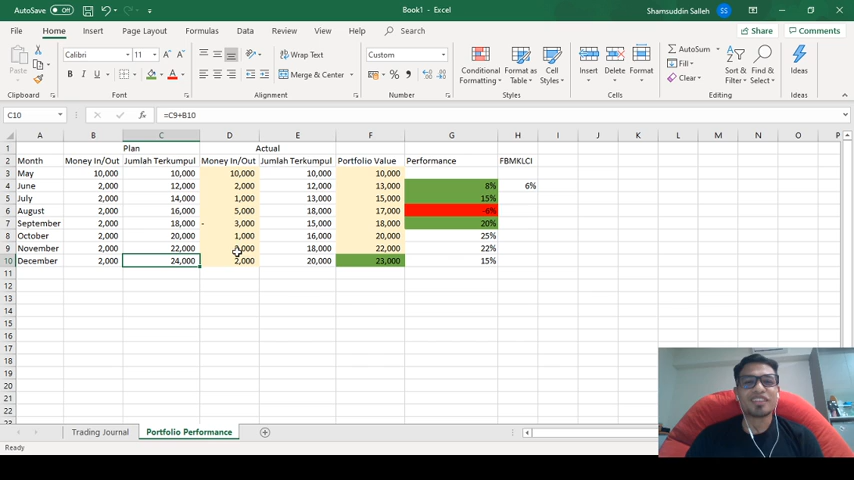 AutoSave Off Book1 - Excel Shamsuddin Salleh SS
File Home Insert Page Layout Formulas Data Review View Help Search Share Comments
Paste Calibri 11 Wrap Text Custom Conditional Formatting Format as Table Cell Styles Insert Delete Format AutoSum Fill Clear Sort & Filter Find & Select Ideas
B I U Merge & Center $ %
Clipboard Font Alignment Number Styles Cells Editing Ideas
C10 fx =C9+B10
A B C D E F G H I J K L M N O P
1 Plan Actual
2 Month Money In/Out Jumlah Terkumpul Money In/Out Jumlah Terkumpul Portfolio Value Performance FBMKLCI
3 May 10,000 10,000 10,000 10,000 10,000
4 June 2,000 12,000 2,000 12,000 13,000 8% 6%
5 July 2,000 14,000 1,000 13,000 15,000 15%
6 August 2,000 16,000 5,000 18,000 17,000 -6%
7 September 2,000 18,000 - 3,000 15,000 18,000 20%
8 October 2,000 20,000 1,000 16,000 20,000 25%
9 November 2,000 22,000 18,000 22,000 22%
10 December 2,000 24,000 2,000 20,000 23,000 15%
11
12
13
14
15
16
17
18
19
20
21
22
23
Trading Journal Portfolio Performance
Ready